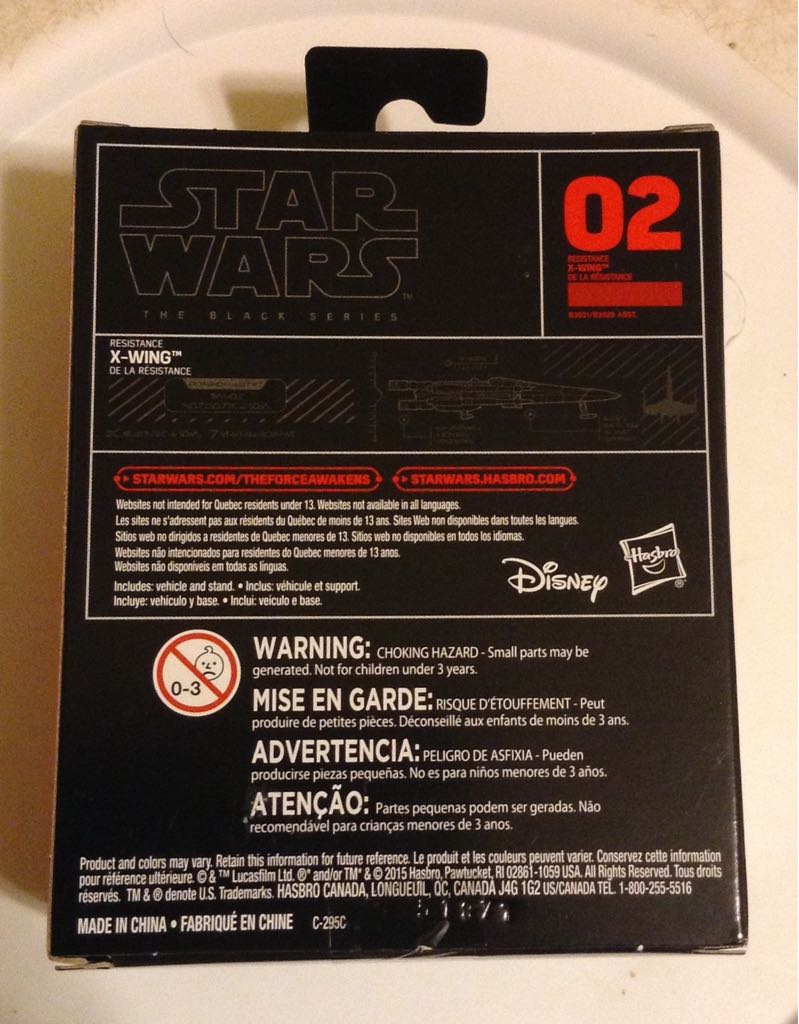 STAR
WARS™
THE BLACK SERIES
02
RESISTANCE
X-WING™
DE LA RÉSISTANCE
B3921/B3929 ASST.
RESISTANCE
X-WING™
DE LA RÉSISTANCE
STARWARS.COM/THEFORCEAWAKENS STARWARS.HASBRO.COM
Websites not intended for Quebec residents under 13. Websites not available in all languages.
Les sites ne s'adressent pas aux résidents du Québec de moins de 13 ans. Sites Web non disponibles dans toutes les langues.
Sitios web no dirigidos a residentes de Quebec menores de 13. Sitios web no disponibles en todos los idiomas.
Websites não intencionados para residentes do Quebec menores de 13 anos.
Websites não disponíveis em todas as línguas.
Includes: vehicle and stand. • Inclus: véhicule et support.
Incluye: vehículo y base. • Inclui: veículo e base.
Disney
Hasbro®
0-3
WARNING: CHOKING HAZARD - Small parts may be
generated. Not for children under 3 years.
MISE EN GARDE: RISQUE D'ÉTOUFFEMENT - Peut
produire de petites pièces. Déconseillé aux enfants de moins de 3 ans.
ADVERTENCIA: PELIGRO DE ASFIXIA - Pueden
producirse piezas pequeñas. No es para niños menores de 3 años.
ATENÇÃO: Partes pequenas podem ser geradas. Não
recomendável para crianças menores de 3 anos.
Product and colors may vary. Retain this information for future reference. Le produit et les couleurs peuvent varier. Conservez cette information
pour référence ultérieure. © & ™ Lucasfilm Ltd. ®* and/or TM* & © 2015 Hasbro, Pawtucket, RI 02861-1059 USA. All Rights Reserved. Tous droits
réservés. TM & ® denote U.S. Trademarks. HASBRO CANADA, LONGUEUIL, QC, CANADA J4G 1G2 US/CANADA TEL. 1-800-255-5516
MADE IN CHINA • FABRIQUÉ EN CHINE C-295C